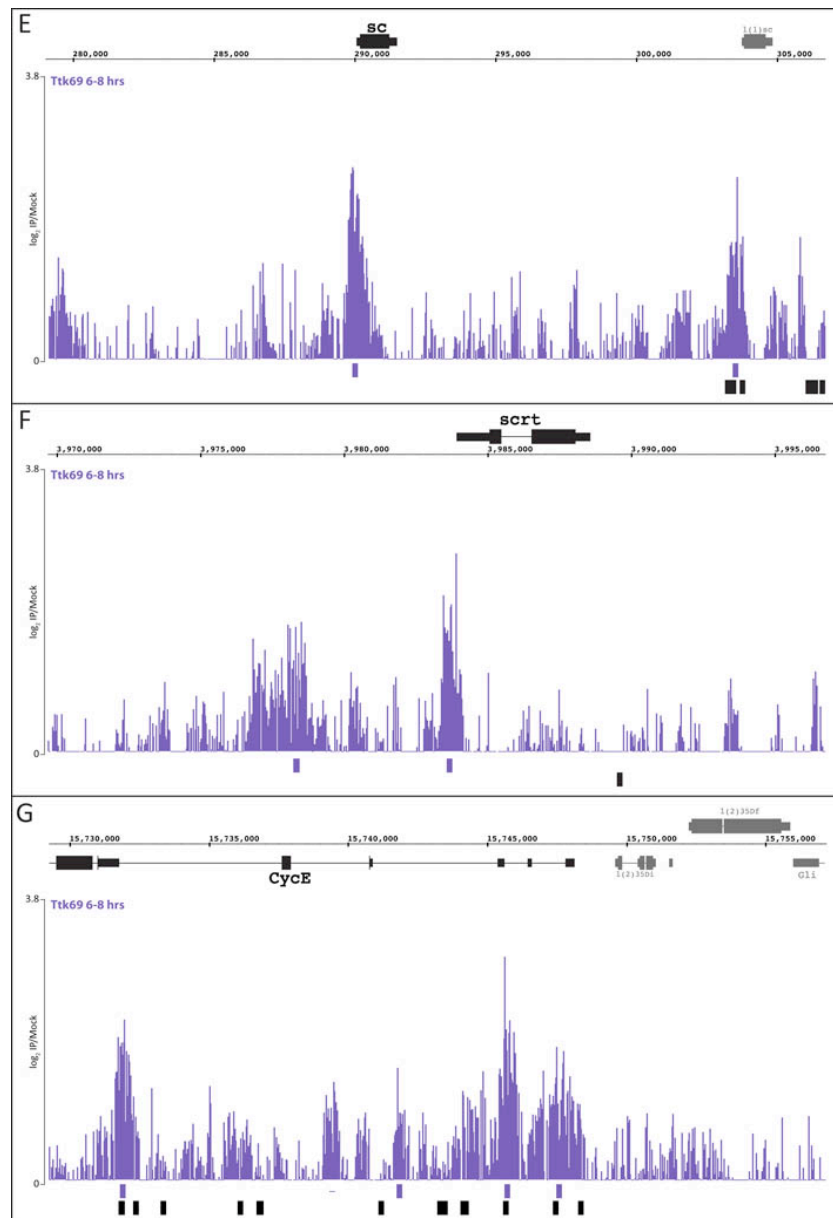 E
sc
l(1)sc
280,000 285,000 290,000 295,000 300,000 305,000
3.8
Ttk69 6-8 hrs
log2 IP/Mock
0
F
scrt
3,970,000 3,975,000 3,980,000 3,985,000 3,990,000 3,995,000
3.8
Ttk69 6-8 hrs
log2 IP/Mock
0
G
l(2)35Df
15,730,000 15,735,000 15,740,000 15,745,000 15,750,000 15,755,000
CycE
l(2)35Di
Gli
3.8
Ttk69 6-8 hrs
log2 IP/Mock
0